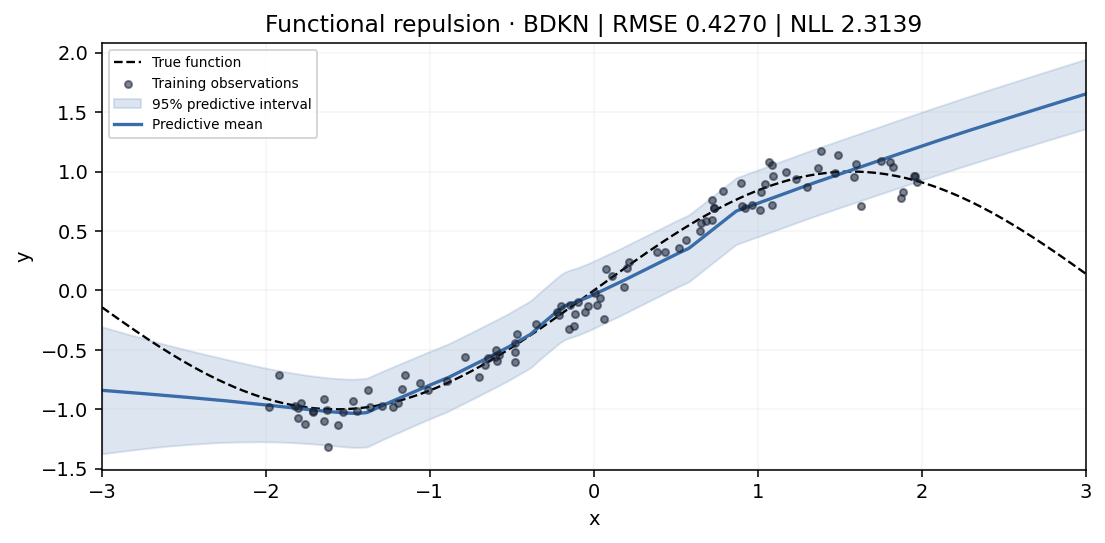 Functional repulsion · BDKN | RMSE 0.4270 | NLL 2.3139
True function
Training observations
95% predictive interval
Predictive mean
2.0
1.5
1.0
0.5
0.0
−0.5
−1.0
−1.5
y
−3
−2
−1
0
1
2
3
x